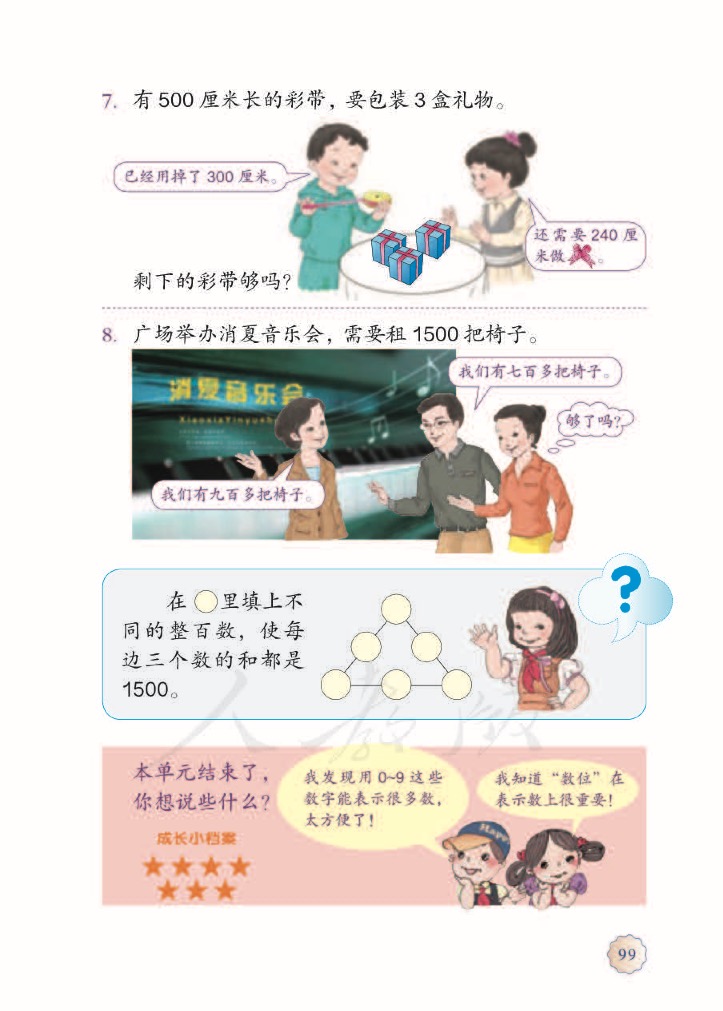 7. 有 500 厘米长的彩带，要包装 3 盒礼物。
已经用掉了 300 厘米。
还需要 240 厘
米做 。
剩下的彩带够吗？
8. 广场举办消夏音乐会，需要租 1500 把椅子。
消夏音乐会
XiaoxiaYinyueh
我们有七百多把椅子。
够了吗？
我们有九百多把椅子。
在 里填上不
同的整百数，使每
边三个数的和都是
1500。
?
人教版
本单元结束了，
你想说些什么？
成长小档案
我发现用 0~9 这些
数字能表示很多数，
太方便了！
我知道“数位”在
表示数上很重要！
Happy
99